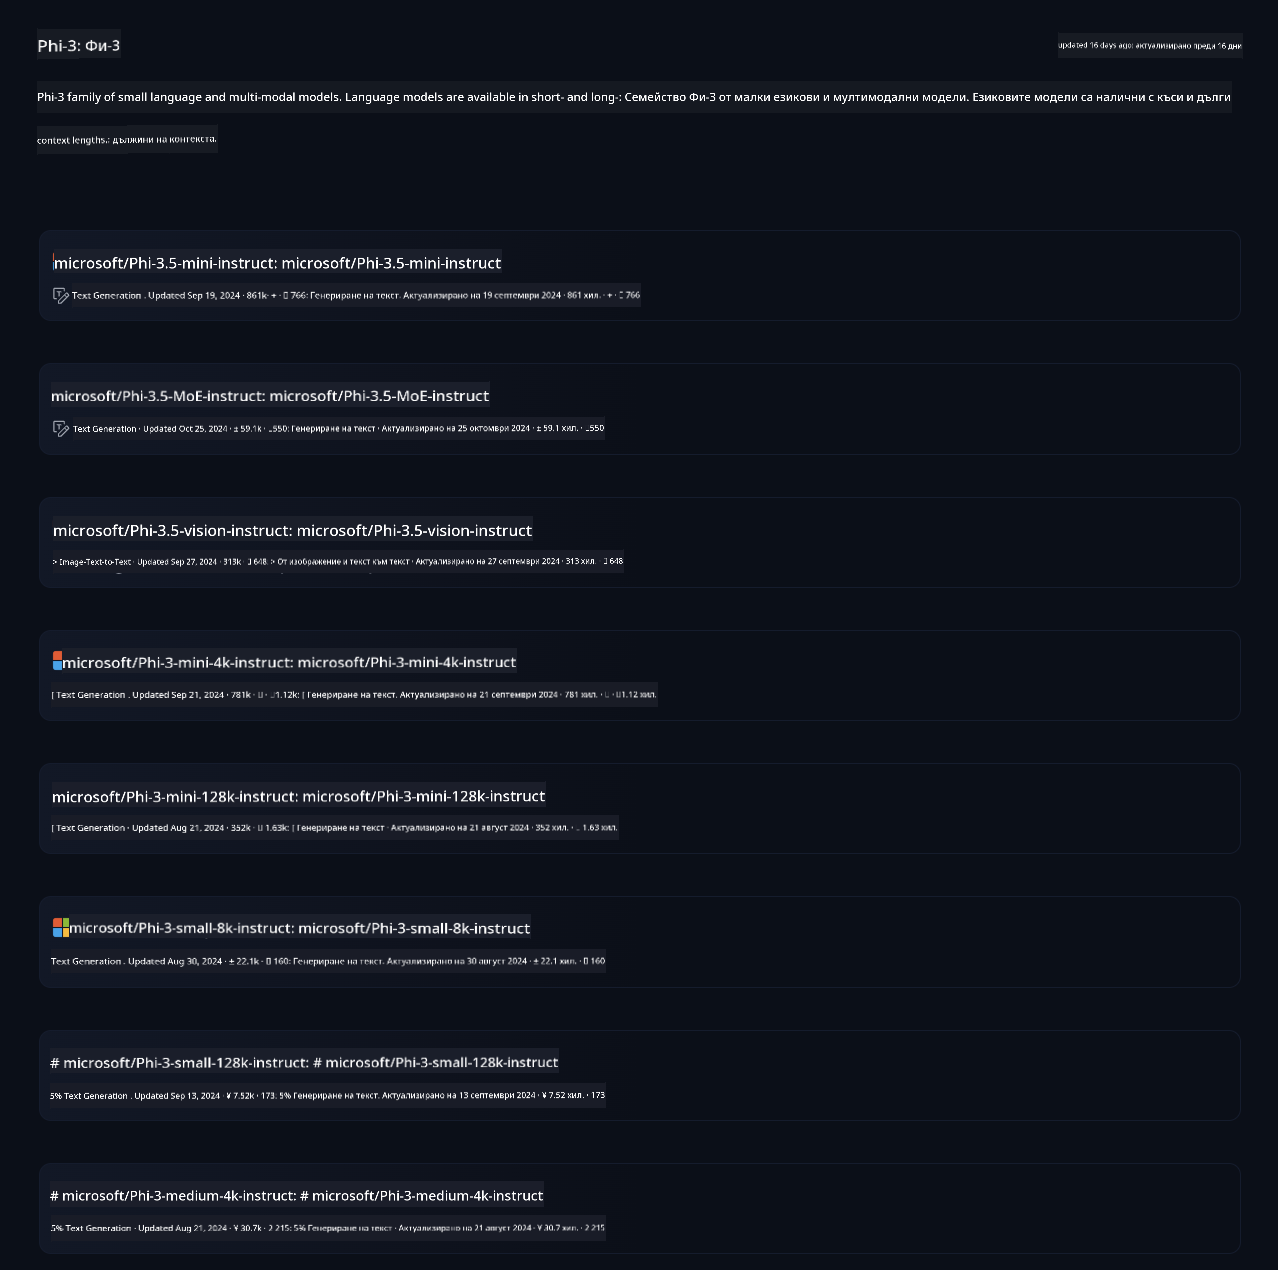 Phi-3: Фи-3
updated 16 days ago: актуализирано преди 16 дни
Phi-3 family of small language and multi-modal models. Language models are available in short- and long-: Семейство Фи-3 от малки езикови и мултимодални модели. Езиковите модели са налични с къси и дълги
context lengths.: дължини на контекста.
microsoft/Phi-3.5-mini-instruct: microsoft/Phi-3.5-mini-instruct
Text Generation . Updated Sep 19, 2024 · 861k· + · 766: Генериране на текст. Актуализирано на 19 септември 2024 · 861 хил. · + · 766
microsoft/Phi-3.5-MoE-instruct: microsoft/Phi-3.5-MoE-instruct
Text Generation · Updated Oct 25, 2024 · ± 59.1k · 550: Генериране на текст · Актуализирано на 25 октомври 2024 · ± 59.1 хил. · 550
microsoft/Phi-3.5-vision-instruct: microsoft/Phi-3.5-vision-instruct
> Image-Text-to-Text · Updated Sep 27, 2024 · 313k · 648: > От изображение и текст към текст · Актуализирано на 27 септември 2024 · 313 хил. · 648
microsoft/Phi-3-mini-4k-instruct: microsoft/Phi-3-mini-4k-instruct
[ Text Generation . Updated Sep 21, 2024 · 781k · · 1.12k: [ Генериране на текст. Актуализирано на 21 септември 2024 · 781 хил. · · 1.12 хил.
microsoft/Phi-3-mini-128k-instruct: microsoft/Phi-3-mini-128k-instruct
[ Text Generation · Updated Aug 21, 2024 · 352k · 1.63k: [ Генериране на текст · Актуализирано на 21 август 2024 · 352 хил. · 1.63 хил.
microsoft/Phi-3-small-8k-instruct: microsoft/Phi-3-small-8k-instruct
Text Generation . Updated Aug 30, 2024 · ± 22.1k · 160: Генериране на текст. Актуализирано на 30 август 2024 · ± 22.1 хил. · 160
# microsoft/Phi-3-small-128k-instruct: # microsoft/Phi-3-small-128k-instruct
5% Text Generation . Updated Sep 13, 2024 · ¥ 7.52k · 173: 5% Генериране на текст. Актуализирано на 13 септември 2024 · ¥ 7.52 хил. · 173
# microsoft/Phi-3-medium-4k-instruct: # microsoft/Phi-3-medium-4k-instruct
5% Text Generation · Updated Aug 21, 2024 · ¥ 30.7k · 2 215: 5% Генериране на текст · Актуализирано на 21 август 2024 · ¥ 30.7 хил. · 2 215